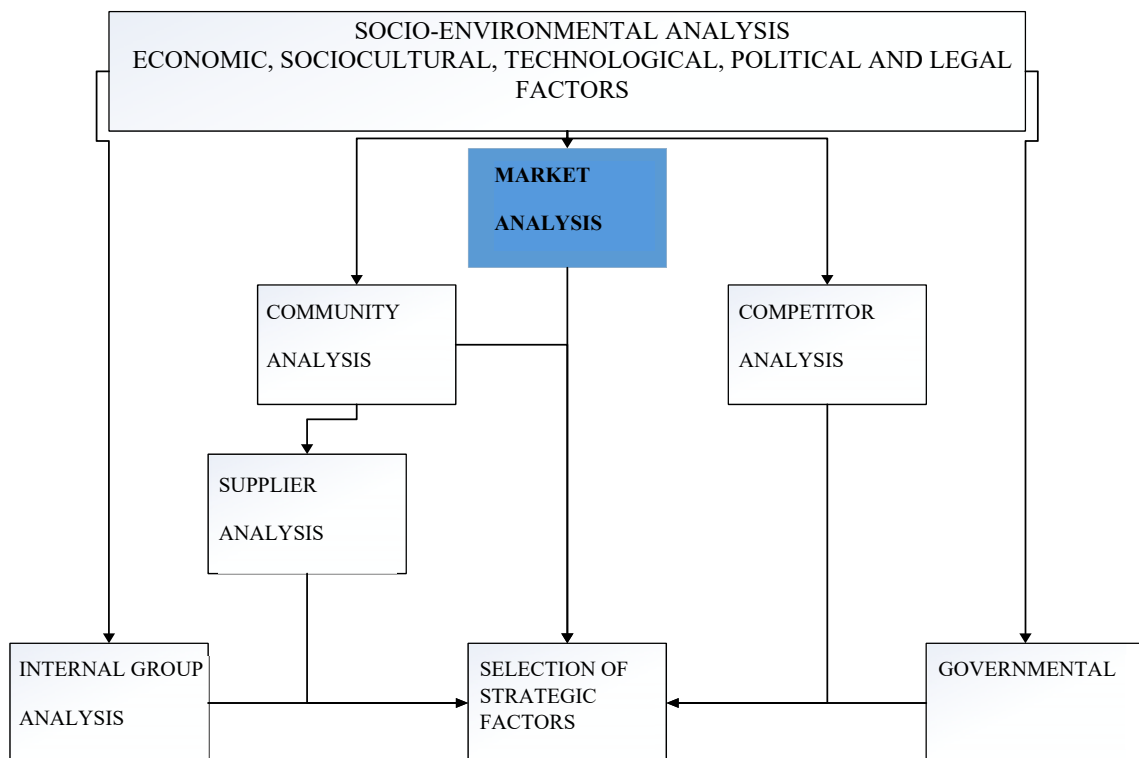 SOCIO-ENVIRONMENTAL ANALYSIS
ECONOMIC, SOCIOCULTURAL, TECHNOLOGICAL, POLITICAL AND LEGAL
FACTORS
MARKET
ANALYSIS
COMMUNITY
ANALYSIS
COMPETITOR
ANALYSIS
SUPPLIER
ANALYSIS
INTERNAL GROUP
ANALYSIS
SELECTION OF
STRATEGIC
FACTORS
GOVERNMENTAL